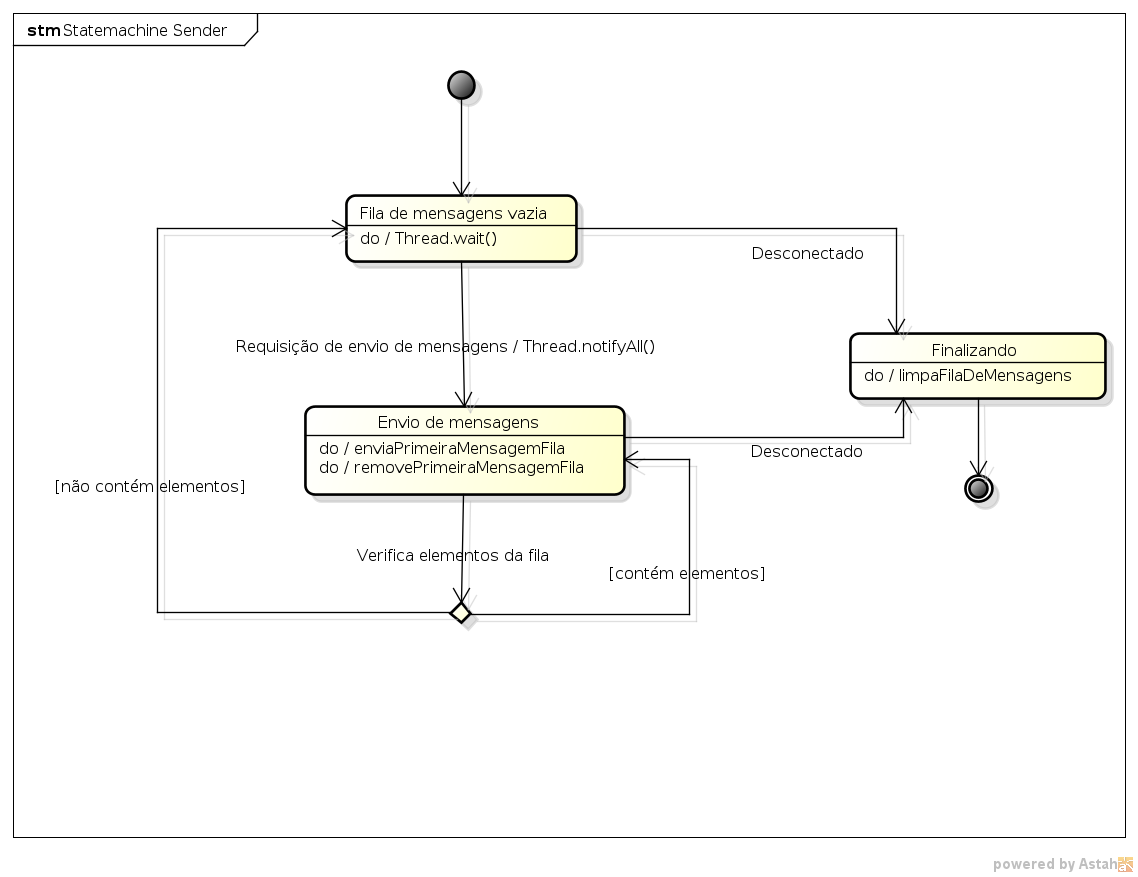 stm Statemachine Sender
Fila de mensagens vazia
do / Thread.wait()
Desconectado
Requisição de envio de mensagens / Thread.notifyAll()
Finalizando
do / limpaFilaDeMensagens
Envio de mensagens
do / enviaPrimeiraMensagemFila
do / removePrimeiraMensagemFila
Desconectado
[não contém elementos]
Verifica elementos da fila
[contém elementos]
powered by Astah